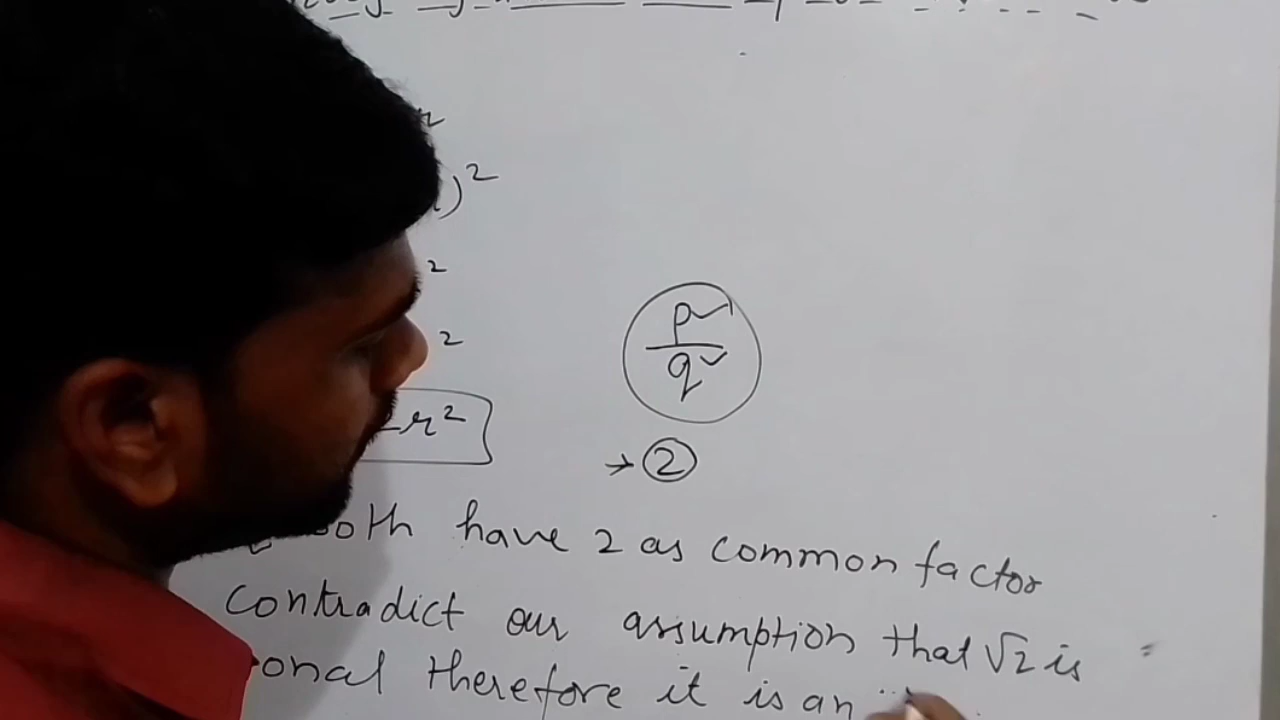 )²
2
2
r²
p
q
→ 2
both have 2 as common factor
contradict our assumption that √2 is
onal therefore it is an